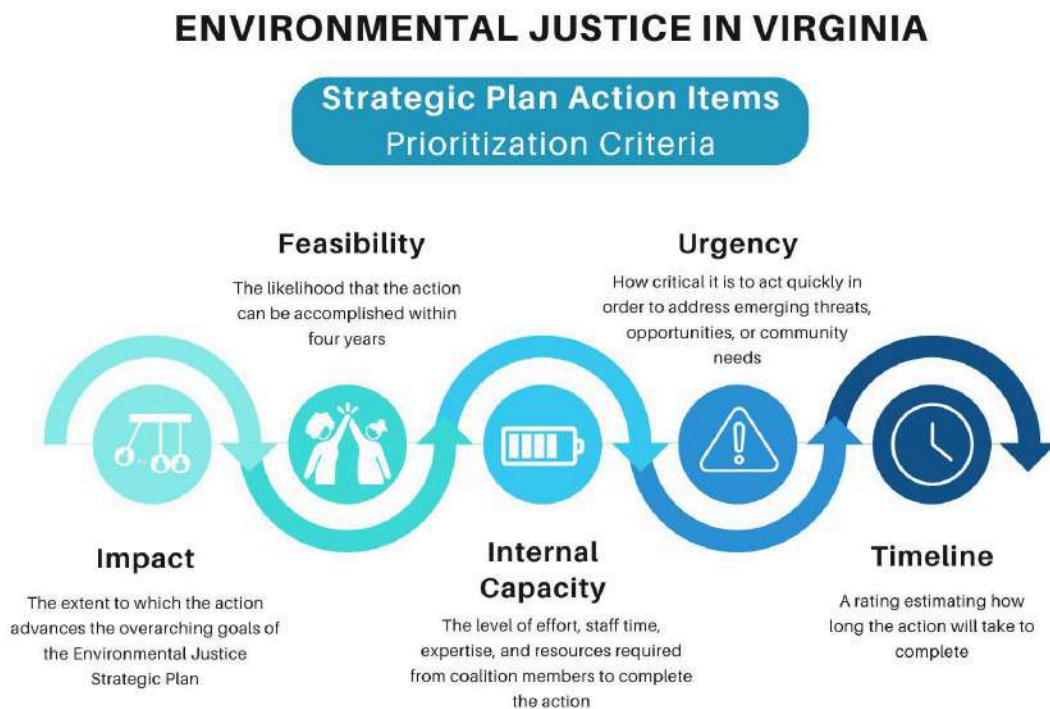 ENVIRONMENTAL JUSTICE IN VIRGINIA
Strategic Plan Action Items
Prioritization Criteria
Impact
The extent to which the action
advances the overarching goals of
the Environmental Justice
Strategic Plan
Feasibility
The likelihood that the action
can be accomplished within
four years
Internal
Capacity
The level of effort, staff time,
expertise, and resources required
from coalition members to complete
the action
Urgency
How critical it is to act quickly in
order to address emerging threats,
opportunities, or community
needs
Timeline
A rating estimating how
long the action will take to
complete